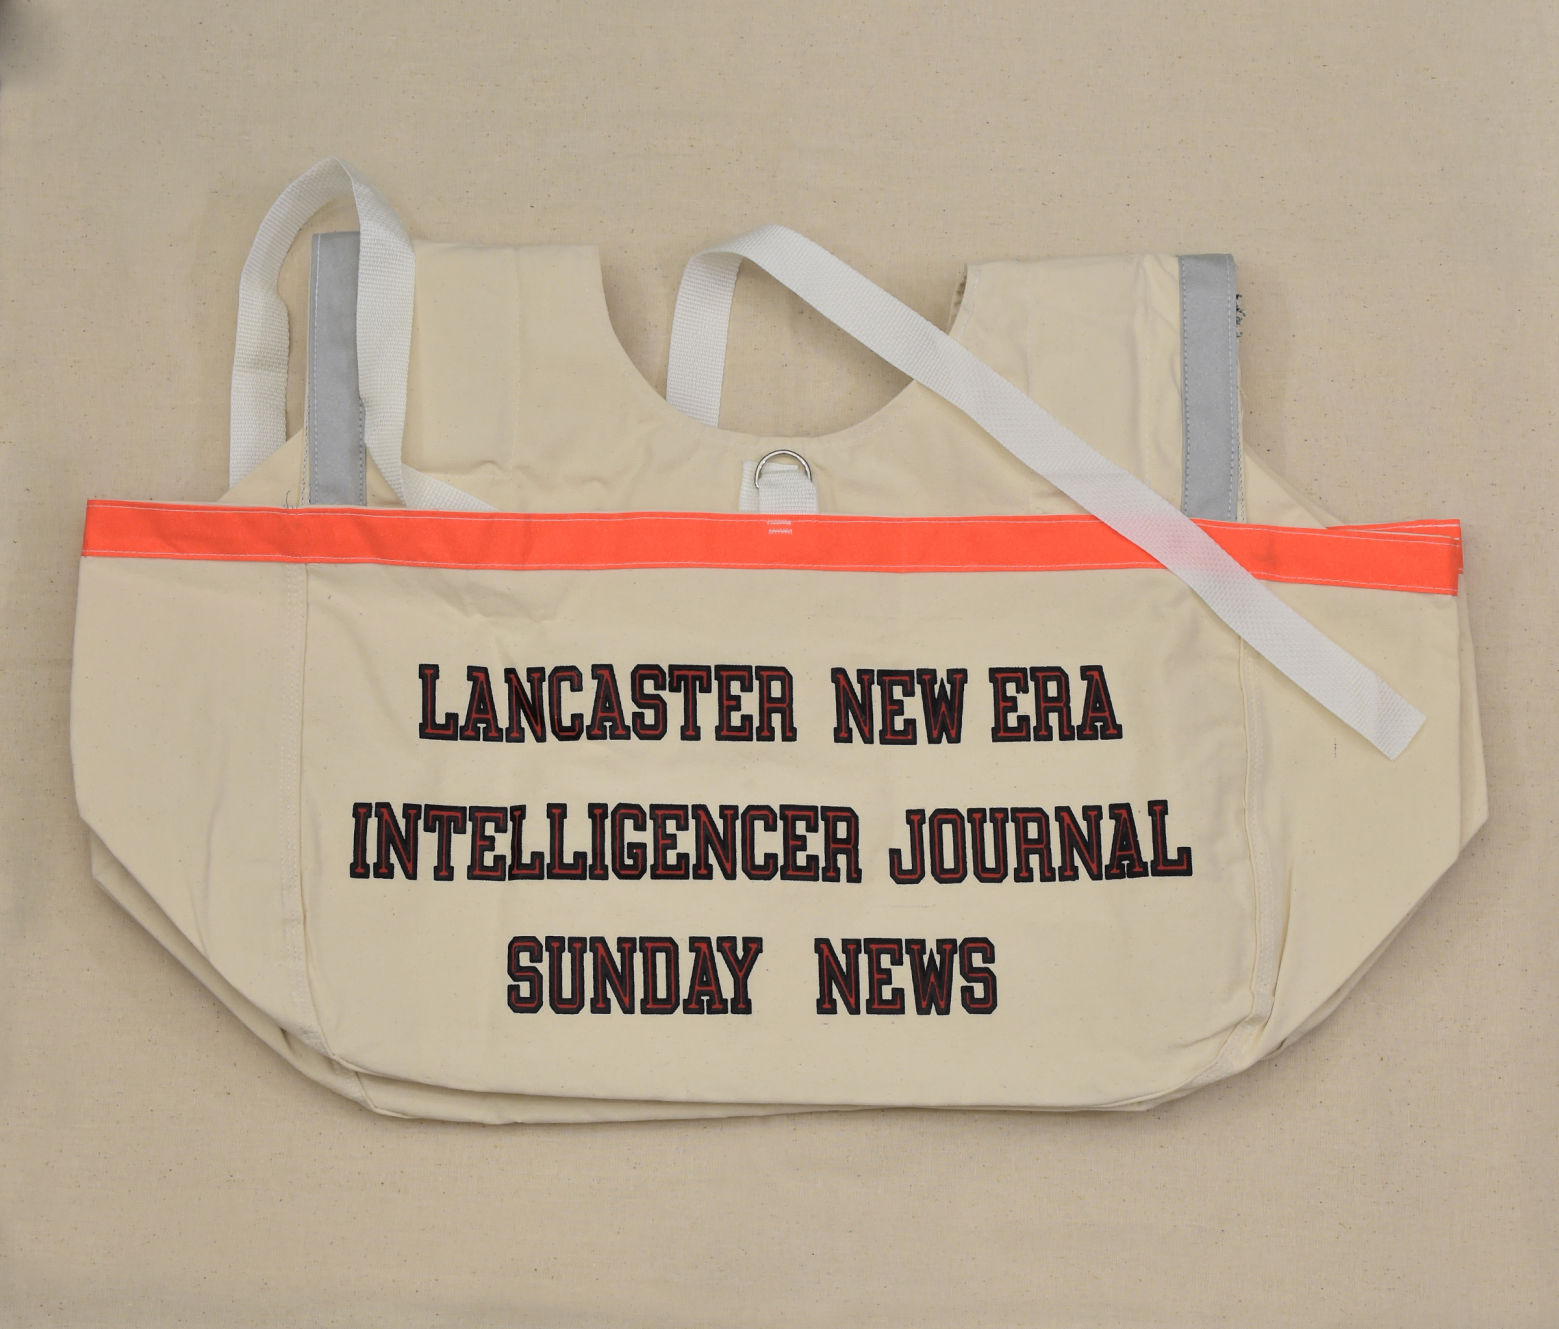 LANCASTER NEW ERA
INTELLIGENCER JOURNAL
SUNDAY NEWS